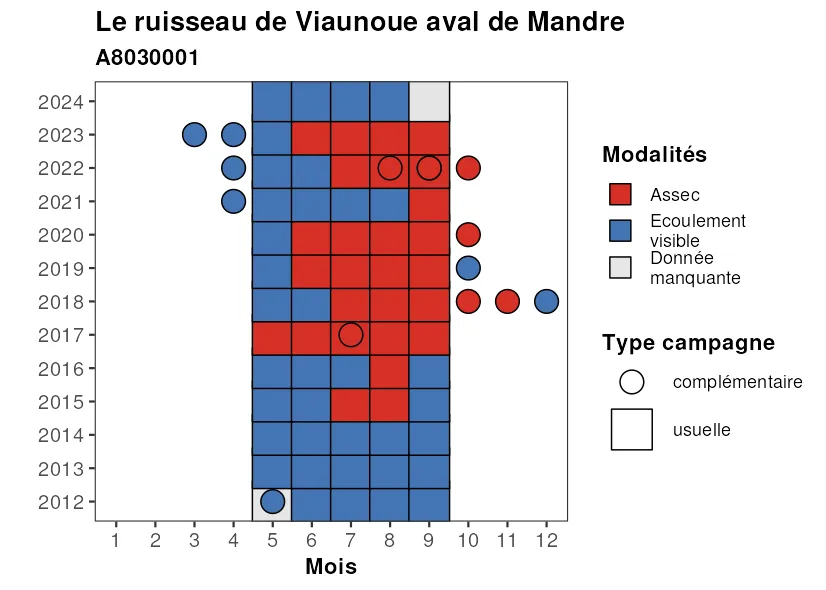 Le ruisseau de Viaunoue aval de Mandre
A8030001
2024
2023
2022
2021
2020
2019
2018
2017
2016
2015
2014
2013
2012
1 2 3 4 5 6 7 8 9 10 11 12
Mois
Modalités
Assec
Ecoulement
visible
Donnée
manquante
Type campagne
complémentaire
usuelle